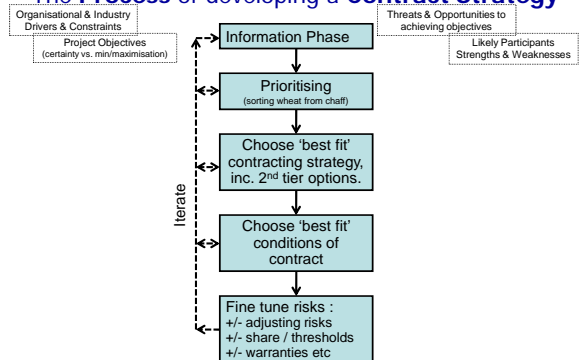 The Process of developing a Contract Strategy
Organisational & Industry
Drivers & Constraints
Project Objectives
(certainty vs. min/maximisation)
Threats & Opportunities to
achieving objectives
Likely Participants
Strengths & Weaknesses
Information Phase
Prioritising
(sorting wheat from chaff)
Choose ‘best fit’
contracting strategy,
inc. 2nd tier options.
Choose ‘best fit’
conditions of
contract
Fine tune risks :
+/- adjusting risks
+/- share / thresholds
+/- warranties etc
Iterate